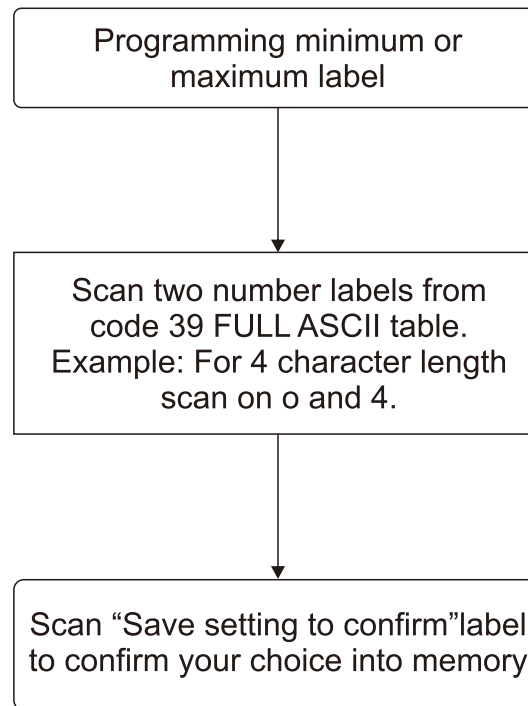 Programming minimum or
maximum label
Scan two number labels from
code 39 FULL ASCII table.
Example: For 4 character length
scan on o and 4.
Scan “Save setting to confirm”label
to confirm your choice into memory